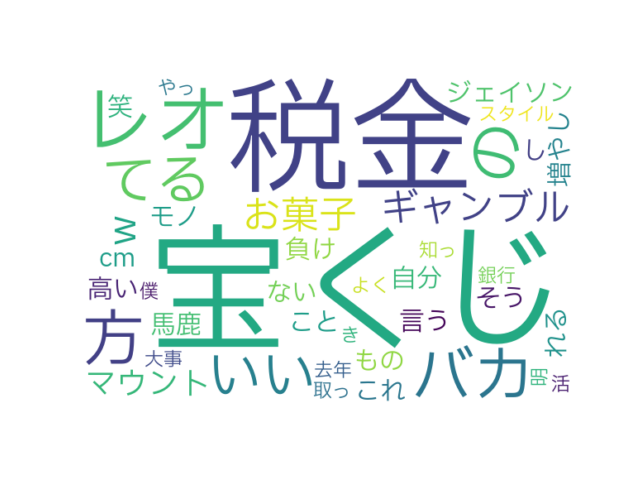 やっ
笑
レオ
税金
ジェイソン
スタイル
の
し
増やし
てる
モノ
お菓子
ギャンブル
w
cm
宝くじ
負け
知っ
自分
銀行
高い
僕
ない
よく
そう
方
馬鹿
こと
き
言う
れる
大事
いい
去年
もの
バカ
マウント
取っ
これ
明
活